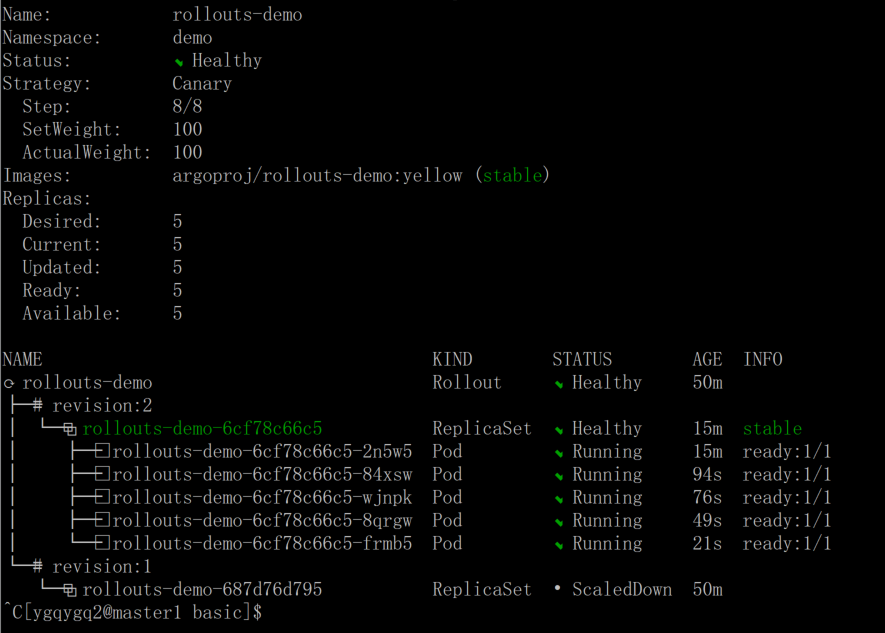 Name:            rollouts-demo
Namespace:       demo
Status:          ✔ Healthy
Strategy:        Canary
  Step:          8/8
  SetWeight:     100
  ActualWeight:  100
Images:          argoproj/rollouts-demo:yellow (stable)
Replicas:
  Desired:       5
  Current:       5
  Updated:       5
  Ready:         5
  Available:     5
NAME                                       KIND        STATUS        AGE  INFO
⟳ rollouts-demo                            Rollout     ✔ Healthy     50m
├──# revision:2
│  └──⧉ rollouts-demo-6cf78c66c5           ReplicaSet  ✔ Healthy     15m  stable
│     ├──□ rollouts-demo-6cf78c66c5-2n5w5  Pod         ✔ Running     15m  ready:1/1
│     ├──□ rollouts-demo-6cf78c66c5-84xsw  Pod         ✔ Running     94s  ready:1/1
│     ├──□ rollouts-demo-6cf78c66c5-wjnpk  Pod         ✔ Running     76s  ready:1/1
│     ├──□ rollouts-demo-6cf78c66c5-8qrgw  Pod         ✔ Running     49s  ready:1/1
│     └──□ rollouts-demo-6cf78c66c5-frmb5  Pod         ✔ Running     21s  ready:1/1
└──# revision:1
   └──⧉ rollouts-demo-687d76d795           ReplicaSet  • ScaledDown  50m
^C[ygqygq2@master1 basic]$